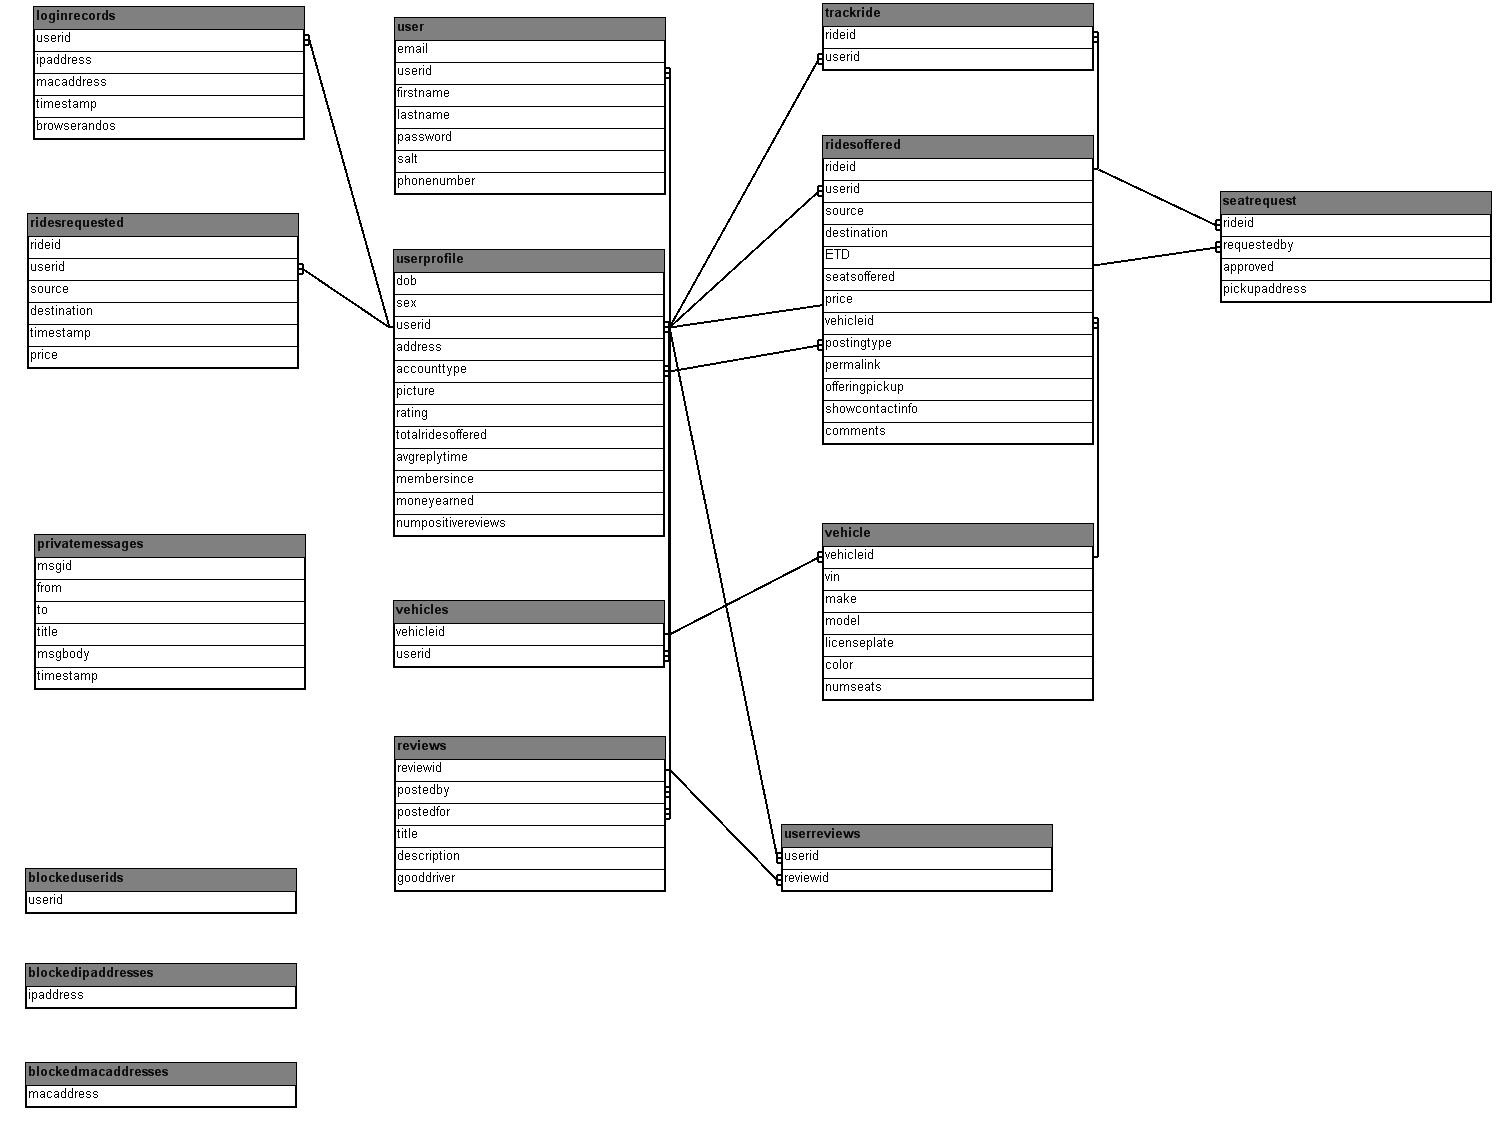 loginrecords
userid
ipaddress
macaddress
timestamp
browserandos
ridesrequested
rideid
userid
source
destination
timestamp
price
privatemessages
msgid
from
to
title
msgbody
timestamp
blockeduserids
userid
blockedipaddresses
ipaddress
blockedmacaddresses
macaddress
user
email
userid
firstname
lastname
password
salt
phonenumber
userprofile
dob
sex
userid
address
accounttype
picture
rating
totalridesoffered
avgreplytime
membersince
moneyearned
numpositivereviews
vehicles
vehicleid
userid
reviews
reviewid
postedby
postedfor
title
description
gooddriver
trackride
rideid
userid
ridesoffered
rideid
userid
source
destination
ETD
seatsoffered
price
vehicleid
postingtype
permalink
offeringpickup
showcontactinfo
comments
vehicle
vehicleid
vin
make
model
licenseplate
color
numseats
userreviews
userid
reviewid
seatrequest
rideid
requestedby
approved
pickupaddress